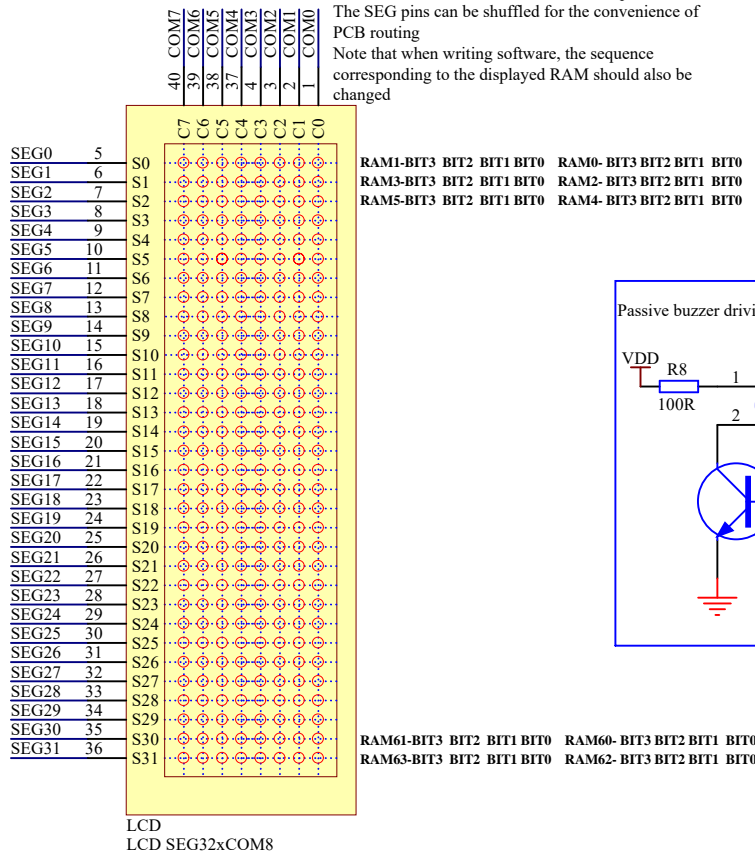 The SEG pins can be shuffled for the convenience of
PCB routing
Note that when writing software, the sequence
corresponding to the displayed RAM should also be
changed
COM7 COM6 COM5 COM4 COM3 COM2 COM1 COM0
40 39 38 37 4 3 2 1
C7 C6 C5 C4 C3 C2 C1 C0
SEG0 5 S0 RAM1-BIT3 BIT2 BIT1 BIT0 RAM0- BIT3 BIT2 BIT1 BIT0
SEG1 6 S1 RAM3-BIT3 BIT2 BIT1 BIT0 RAM2- BIT3 BIT2 BIT1 BIT0
SEG2 7 S2 RAM5-BIT3 BIT2 BIT1 BIT0 RAM4- BIT3 BIT2 BIT1 BIT0
SEG3 8 S3
SEG4 9 S4
SEG5 10 S5
SEG6 11 S6
SEG7 12 S7
SEG8 13 S8
SEG9 14 S9
SEG10 15 S10
SEG11 16 S11
SEG12 17 S12
SEG13 18 S13
SEG14 19 S14
SEG15 20 S15
SEG16 21 S16
SEG17 22 S17
SEG18 23 S18
SEG19 24 S19
SEG20 25 S20
SEG21 26 S21
SEG22 27 S22
SEG23 28 S23
SEG24 29 S24
SEG25 30 S25
SEG26 31 S26
SEG27 32 S27
SEG28 33 S28
SEG29 34 S29
SEG30 35 S30 RAM61-BIT3 BIT2 BIT1 BIT0 RAM60- BIT3 BIT2 BIT1 BIT0
SEG31 36 S31 RAM63-BIT3 BIT2 BIT1 BIT0 RAM62- BIT3 BIT2 BIT1 BIT0
LCD
LCD SEG32xCOM8
Passive buzzer drivi
VDD
R8
100R
1
2